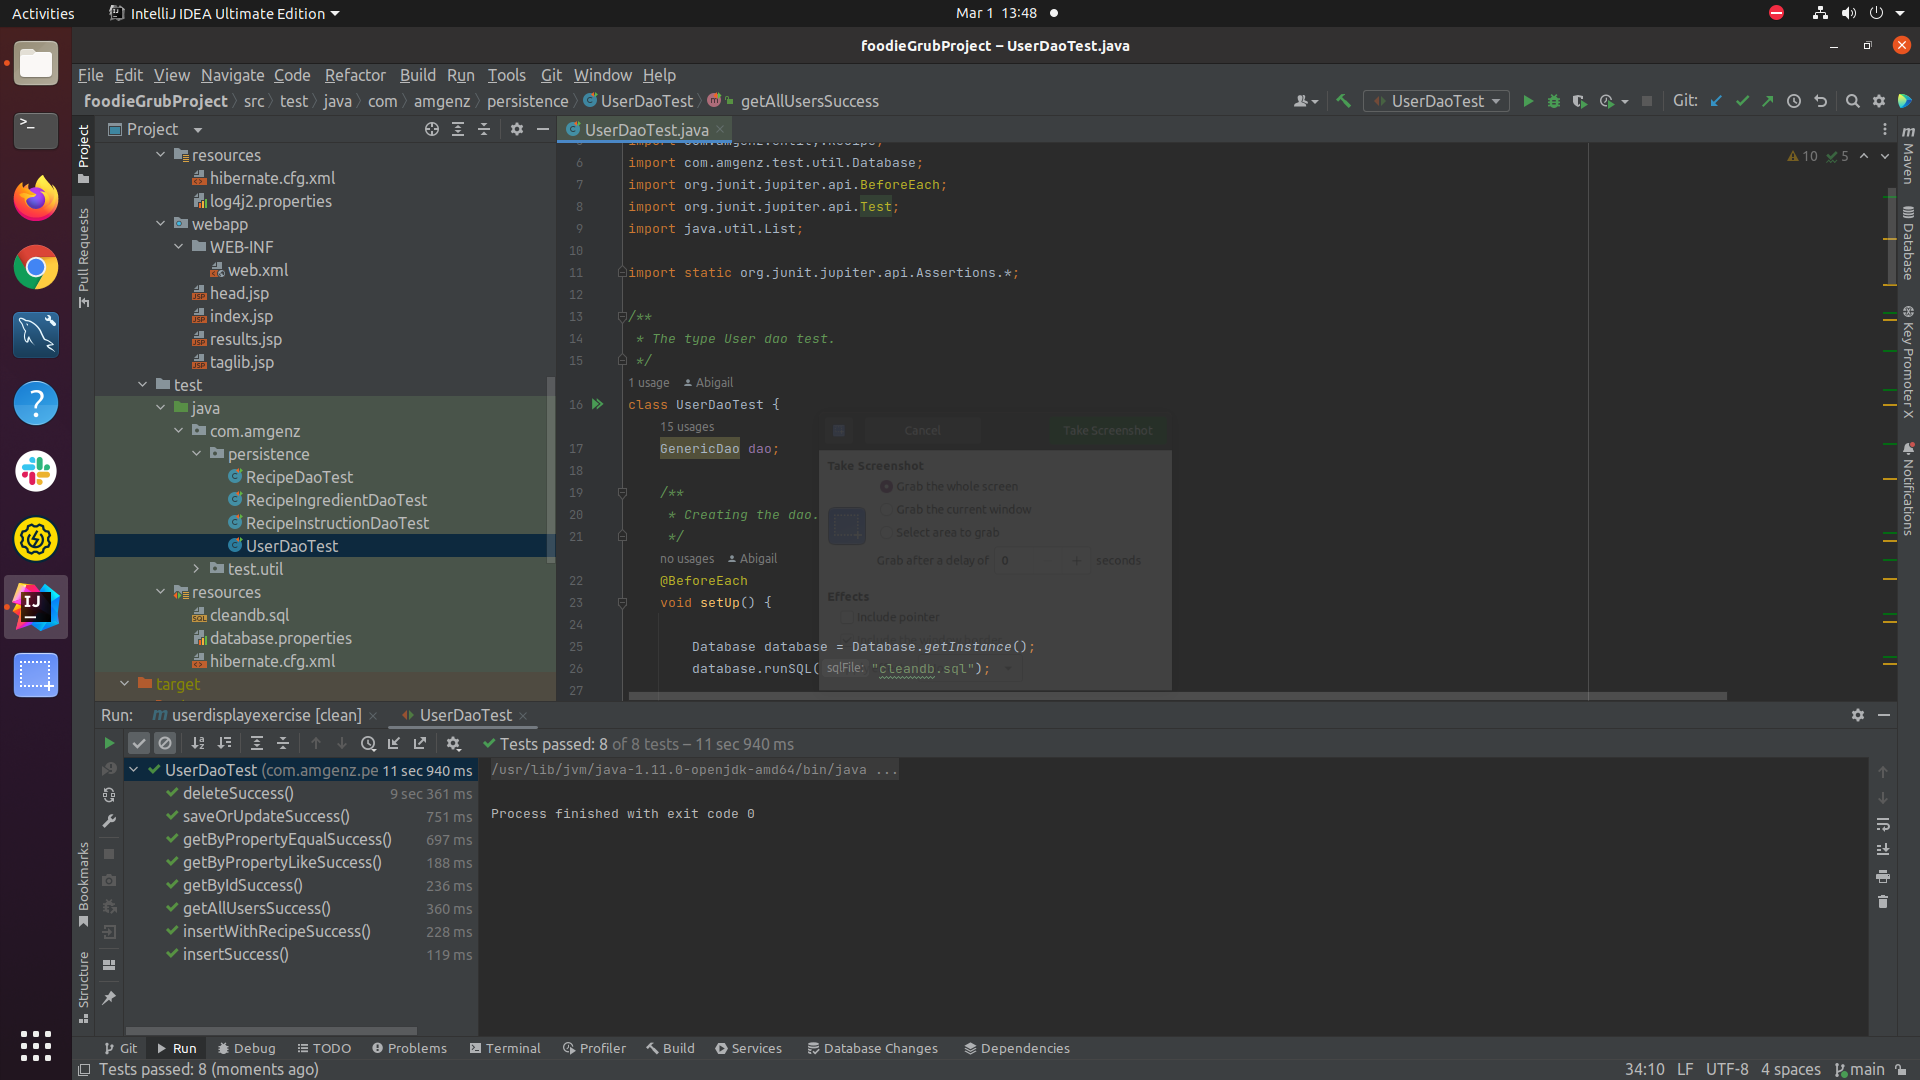 Activities
IntelliJ IDEA Ultimate Edition
Mar 1 13:48
foodieGrubProject – UserDaoTest.java
File Edit View Navigate Code Refactor Build Run Tools Git Window Help
foodieGrubProject src test java com amgenz persistence UserDaoTest getAllUsersSuccess
UserDaoTest
Git:
Project
UserDaoTest.java
resources
hibernate.cfg.xml
log4j2.properties
webapp
WEB-INF
web.xml
head.jsp
index.jsp
results.jsp
taglib.jsp
test
java
com.amgenz
persistence
RecipeDaoTest
RecipeIngredientDaoTest
RecipeInstructionDaoTest
UserDaoTest
test.util
resources
cleandb.sql
database.properties
hibernate.cfg.xml
target
Project
Pull Requests
Bookmarks
Structure
6 import com.amgenz.test.util.Database;
7 import org.junit.jupiter.api.BeforeEach;
8 import org.junit.jupiter.api.Test;
9 import java.util.List;
10
11 import static org.junit.jupiter.api.Assertions.*;
12
13 /**
14 * The type User dao test.
15 */
1 usage Abigail
16 class UserDaoTest {
15 usages
17 GenericDao dao;
18
19 /**
20 * Creating the dao.
21 */
no usages Abigail
22 @BeforeEach
23 void setUp() {
24
25 Database database = Database.getInstance();
26 database.runSQL( sqlFile: "cleandb.sql");
27
10 5
Cancel
Take Screenshot
Take Screenshot
Grab the whole screen
Grab the current window
Select area to grab
Grab after a delay of 0 + seconds
Effects
Include pointer
Maven
Database
Key Promoter X
Notifications
Run: userdisplayexercise [clean] UserDaoTest
Tests passed: 8 of 8 tests – 11 sec 940 ms
UserDaoTest (com.amgenz.pe 11 sec 940 ms
deleteSuccess() 9 sec 361 ms
saveOrUpdateSuccess() 751 ms
getByPropertyEqualSuccess() 697 ms
getByPropertyLikeSuccess() 188 ms
getByIdSuccess() 236 ms
getAllUsersSuccess() 360 ms
insertWithRecipeSuccess() 228 ms
insertSuccess() 119 ms
/usr/lib/jvm/java-1.11.0-openjdk-amd64/bin/java ...
Process finished with exit code 0
Git Run Debug TODO Problems Terminal Profiler Build Services Database Changes Dependencies
Tests passed: 8 (moments ago)
34:10 LF UTF-8 4 spaces main